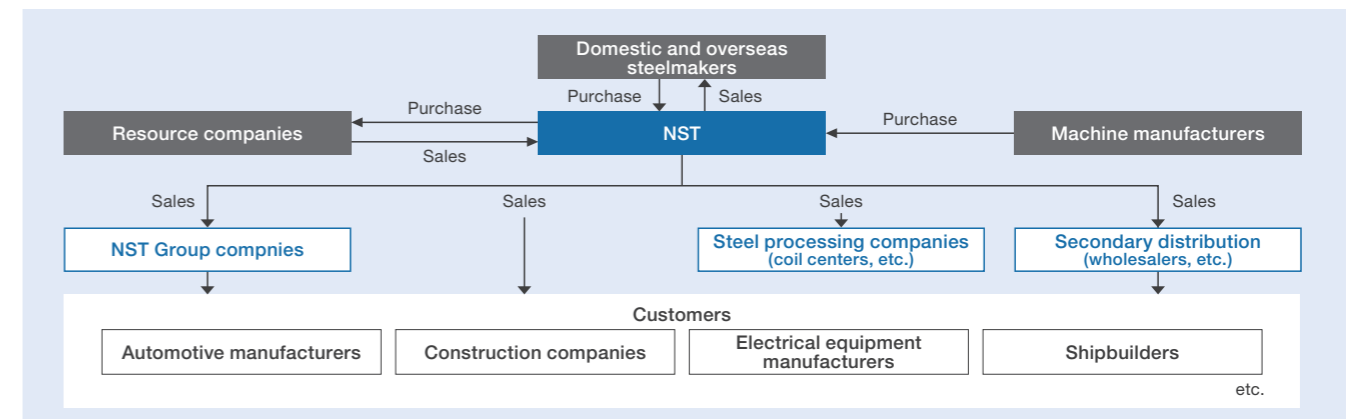 Domestic and overseas
steelmakers
Purchase
Sales
Purchase
Purchase
Resource companies
NST
Machine manufacturers
Sales
Sales
Sales
Sales
Sales
NST Group compnies
Steel processing companies
(coil centers, etc.)
Secondary distribution
(wholesalers, etc.)
Customers
Automotive manufacturers
Construction companies
Electrical equipment
manufacturers
Shipbuilders
etc.